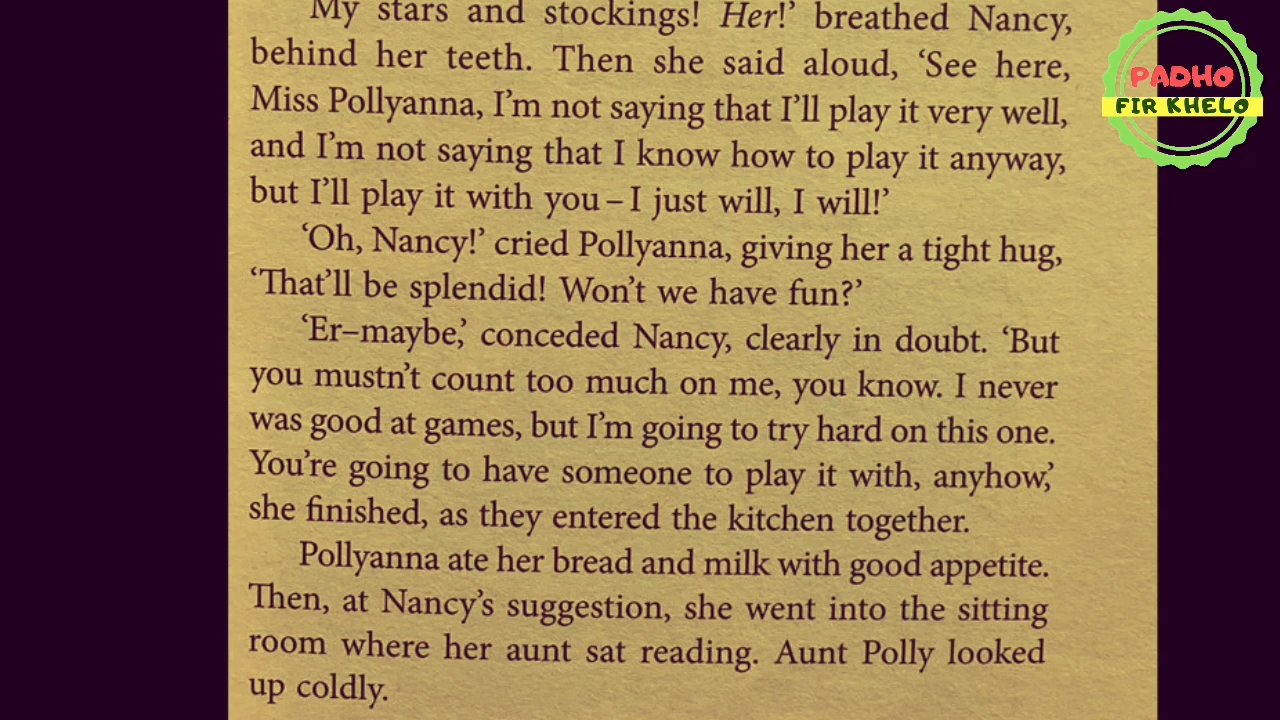 My stars and stockings! Her!’ breathed Nancy,
behind her teeth. Then she said aloud, ‘See here,
Miss Pollyanna, I’m not saying that I’ll play it very well,
and I’m not saying that I know how to play it anyway,
but I’ll play it with you – I just will, I will!’
‘Oh, Nancy!’ cried Pollyanna, giving her a tight hug,
‘That’ll be splendid! Won’t we have fun?’
‘Er–maybe,’ conceded Nancy, clearly in doubt. ‘But
you mustn’t count too much on me, you know. I never
was good at games, but I’m going to try hard on this one.
You’re going to have someone to play it with, anyhow,’
she finished, as they entered the kitchen together.
Pollyanna ate her bread and milk with good appetite.
Then, at Nancy’s suggestion, she went into the sitting
room where her aunt sat reading. Aunt Polly looked
up coldly.
PADHO
FIR KHELO